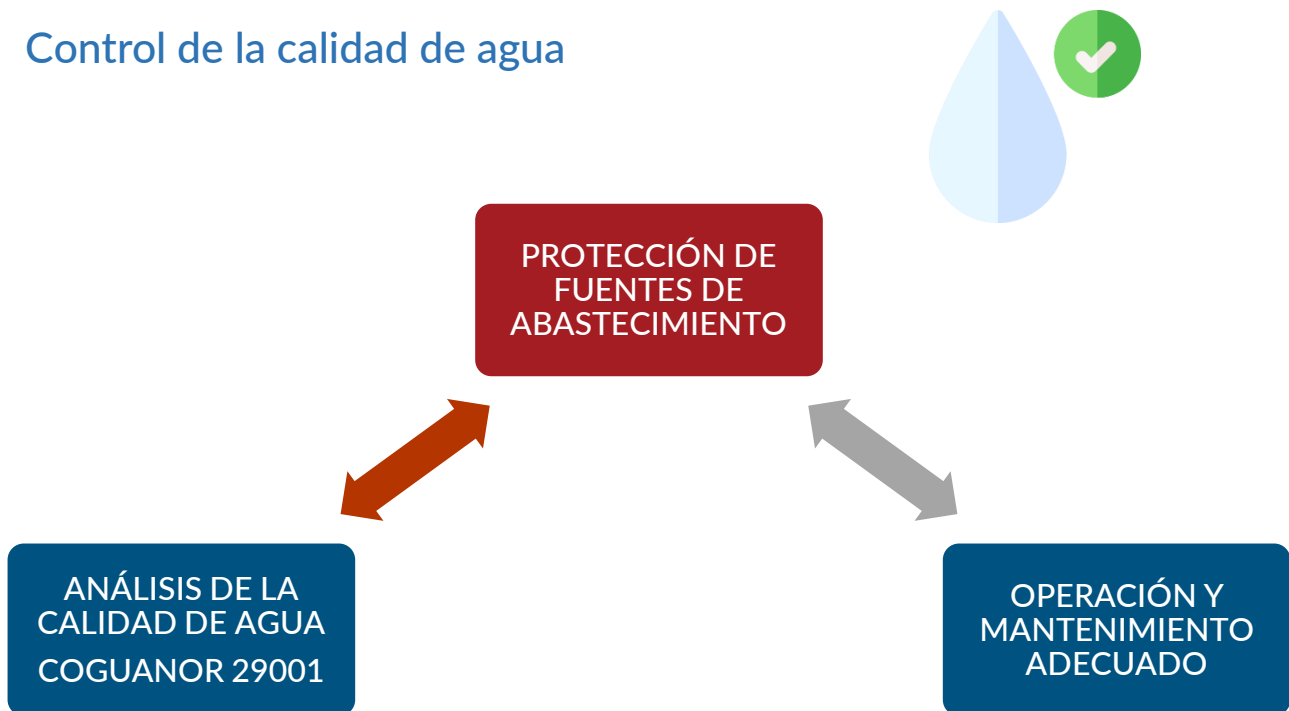 Control de la calidad de agua
PROTECCIÓN DE
FUENTES DE
ABASTECIMIENTO
ANÁLISIS DE LA
CALIDAD DE AGUA
COGUANOR 29001
OPERACIÓN Y
MANTENIMIENTO
ADECUADO